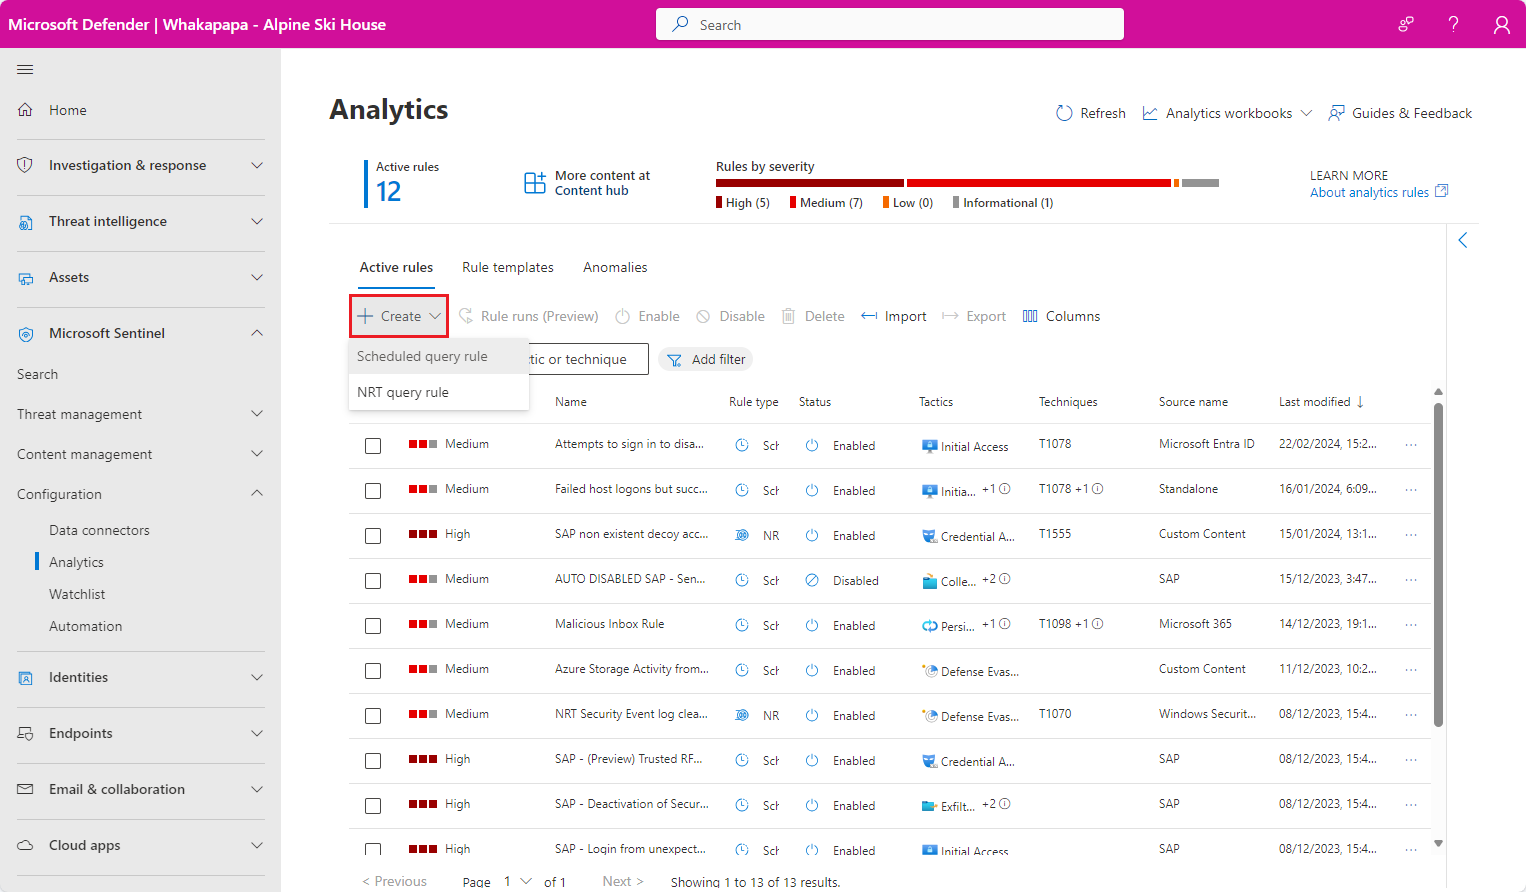 Microsoft Defender | Whakapapa - Alpine Ski House
Search
Home
Investigation & response
Threat intelligence
Assets
Microsoft Sentinel
Search
Threat management
Content management
Configuration
Data connectors
Analytics
Watchlist
Automation
Identities
Endpoints
Email & collaboration
Cloud apps
Analytics
Refresh
Analytics workbooks
Guides & Feedback
Active rules
12
More content at
Content hub
Rules by severity
High (5) Medium (7) Low (0) Informational (1)
LEARN MORE
About analytics rules
Active rules Rule templates Anomalies
Create Rule runs (Preview) Enable Disable Delete Import Export Columns
Scheduled query rule
NRT query rule
tic or technique
Add filter
Name Rule type Status Tactics Techniques Source name Last modified ↓
Medium Attempts to sign in to disa... Sch Enabled Initial Access T1078 Microsoft Entra ID 22/02/2024, 15:2... ...
Medium Failed host logons but succ... Sch Enabled Initia... +1 T1078 +1 Standalone 16/01/2024, 6:09... ...
High SAP non existent decoy acc... NR Enabled Credential A... T1555 Custom Content 15/01/2024, 13:1... ...
Medium AUTO DISABLED SAP - Sen... Sch Disabled Colle... +2 SAP 15/12/2023, 3:47... ...
Medium Malicious Inbox Rule Sch Enabled Persi... +1 T1098 +1 Microsoft 365 14/12/2023, 19:1... ...
Medium Azure Storage Activity from... Sch Enabled Defense Evas... Custom Content 11/12/2023, 10:2... ...
Medium NRT Security Event log clea... NR Enabled Defense Evas... T1070 Windows Securit... 08/12/2023, 15:4... ...
High SAP - (Preview) Trusted RF... Sch Enabled Credential A... SAP 08/12/2023, 15:4... ...
High SAP - Deactivation of Secur... Sch Enabled Exfilt... +2 SAP 08/12/2023, 15:4... ...
High SAP - Login from unexpect... Sch Enabled Initial Access SAP 08/12/2023, 15:4... ...
< Previous Page 1 of 1 Next > Showing 1 to 13 of 13 results.